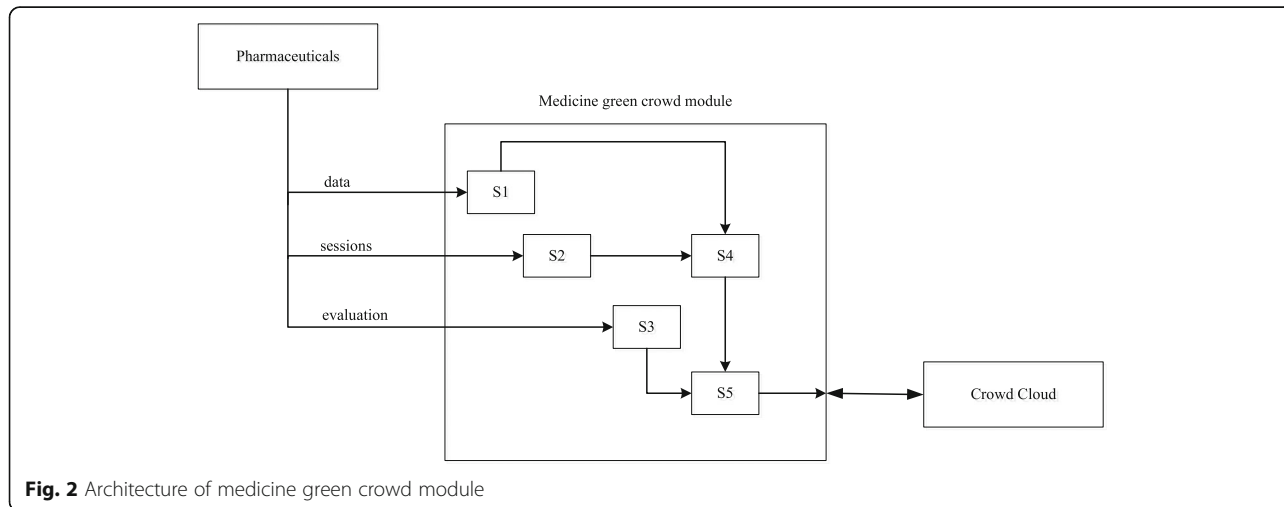 Pharmaceuticals
Medicine green crowd module
data
S1
sessions
S2
S4
evaluation
S3
S5
Crowd Cloud
Fig. 2 Architecture of medicine green crowd module